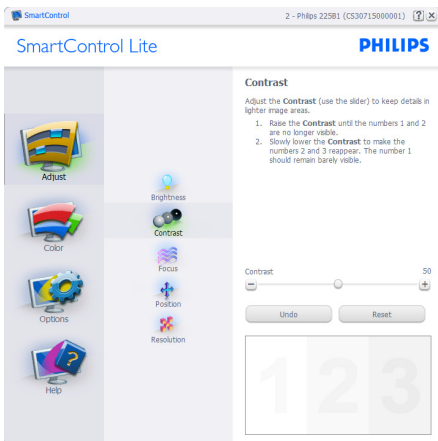 SmartControl
2 - Philips 225B1 (CS30715000001)
SmartControl Lite
PHILIPS
Adjust
Color
Options
Help
Brightness
Contrast
Focus
Position
Resolution
Contrast
Adjust the Contrast (use the slider) to keep details in
lighter image areas.
1. Raise the Contrast until the numbers 1 and 2
are no longer visible.
2. Slowly lower the Contrast to make the
numbers 2 and 3 reappear. The number 1
should remain barely visible.
Contrast 50
Undo Reset
1 2 3